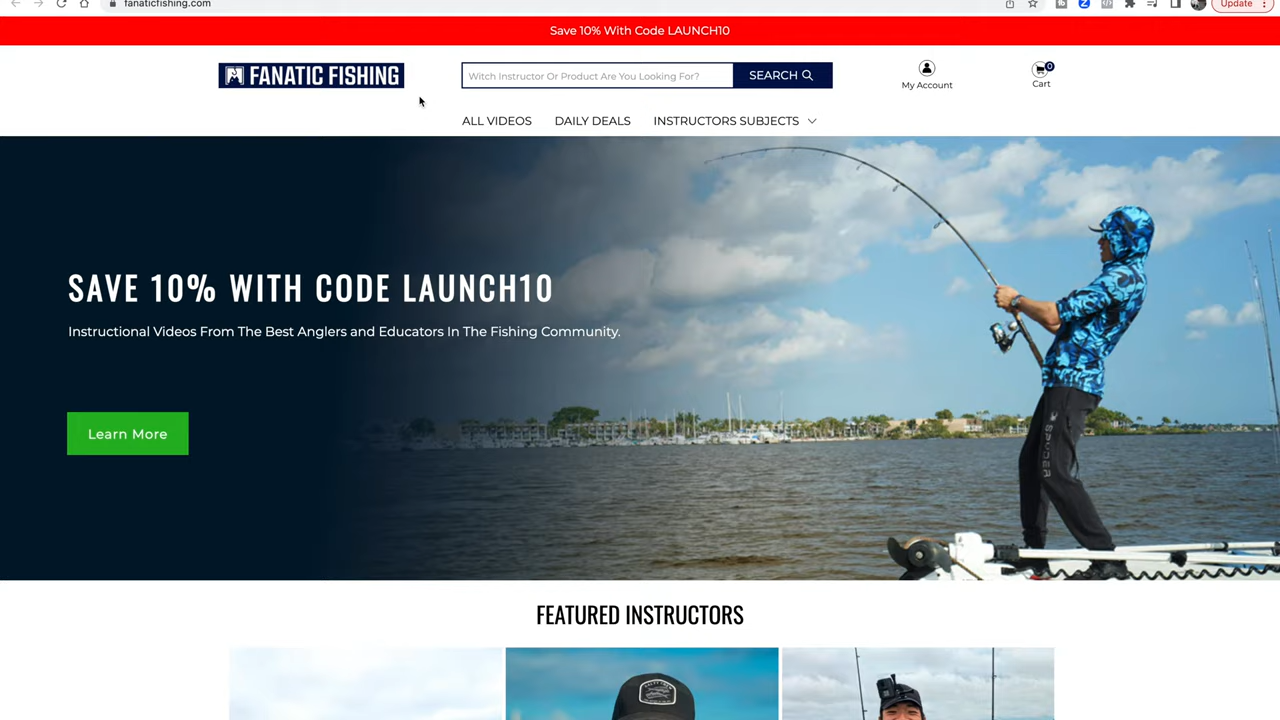 fanaticfishing.com
Update
Save 10% With Code LAUNCH10
FANATIC FISHING
Witch Instructor Or Product Are You Looking For?
SEARCH
My Account
0
Cart
ALL VIDEOS
DAILY DEALS
INSTRUCTORS SUBJECTS
SAVE 10% WITH CODE LAUNCH10
Instructional Videos From The Best Anglers and Educators In The Fishing Community.
Learn More
FEATURED INSTRUCTORS